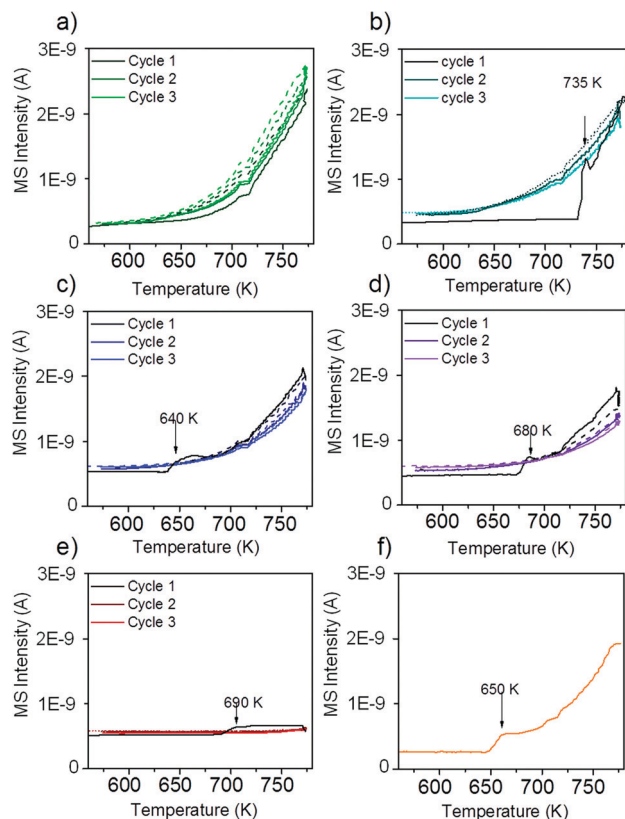 a)
3E-9
2E-9
1E-9
0
MS Intensity (A)
Cycle 1
Cycle 2
Cycle 3
600 650 700 750
Temperature (K)
b)
3E-9
2E-9
1E-9
0
MS Intensity (A)
cycle 1
cycle 2
cycle 3
735 K
600 650 700 750
Temperature (K)
c)
3E-9
2E-9
1E-9
0
MS Intensity (A)
Cycle 1
Cycle 2
Cycle 3
640 K
600 650 700 750
Temperature (K)
d)
3E-9
2E-9
1E-9
0
MS Intensity (A)
Cycle 1
Cycle 2
Cycle 3
680 K
600 650 700 750
Temperature (K)
e)
3E-9
2E-9
1E-9
0
MS Intensity (A)
Cycle 1
Cycle 2
Cycle 3
690 K
600 650 700 750
Temperature (K)
f)
3E-9
2E-9
1E-9
0
MS Intensity (A)
650 K
600 650 700 750
Temperature (K)